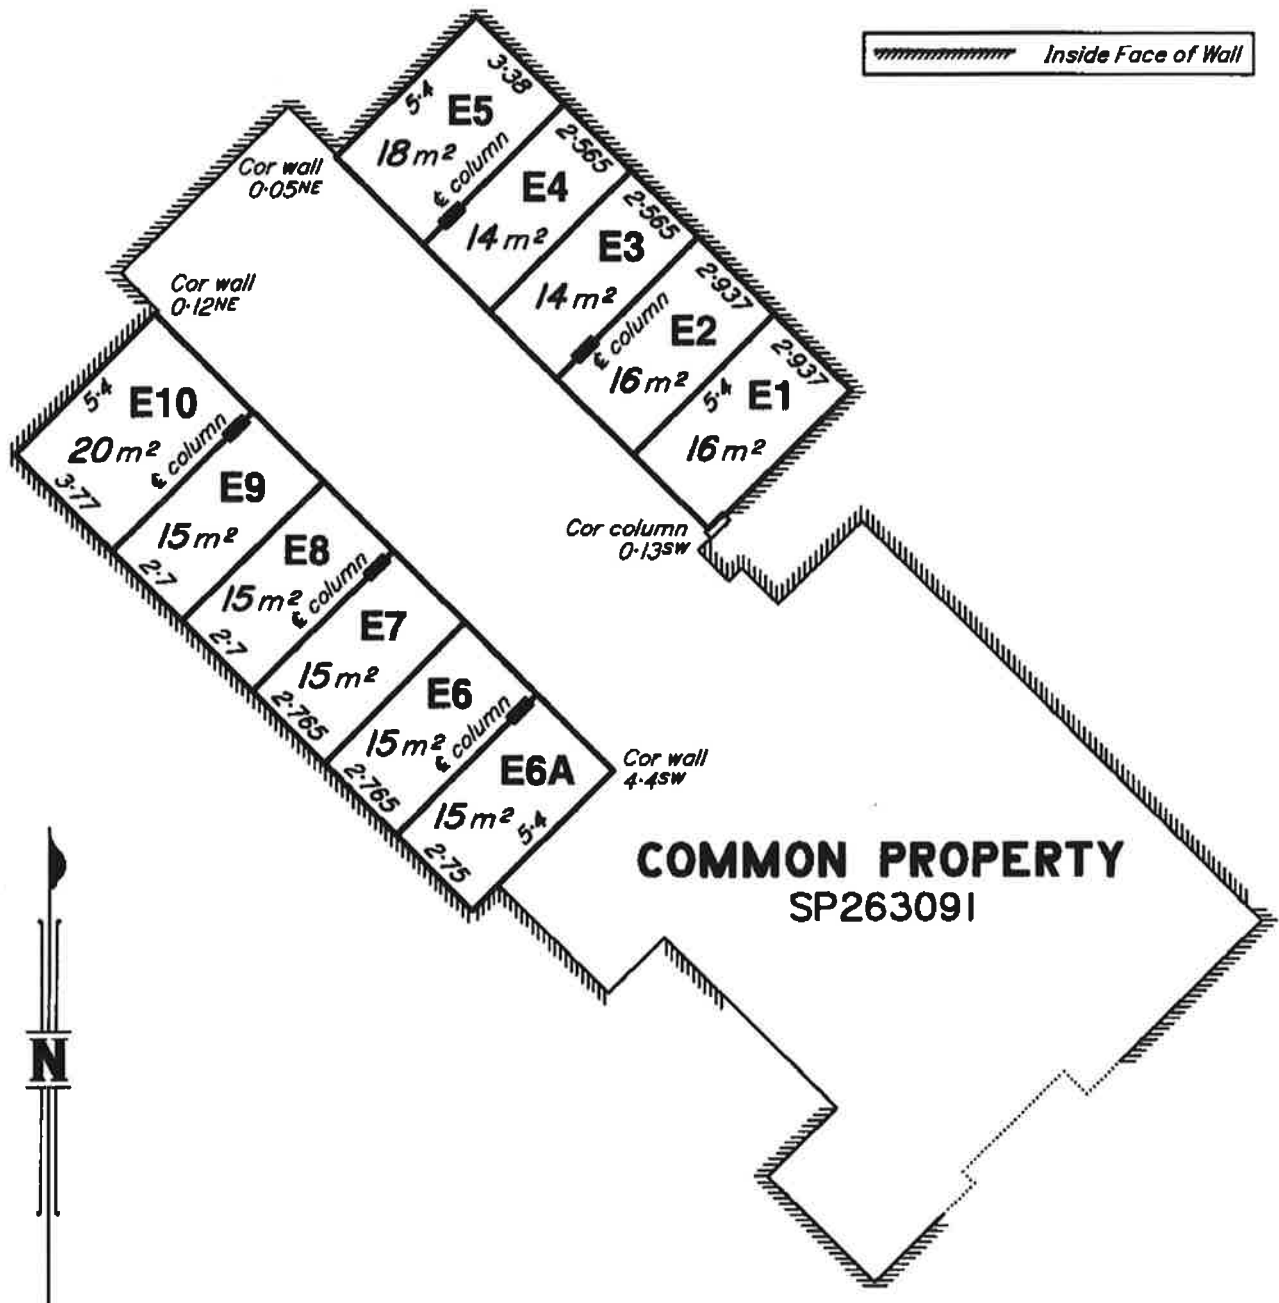 Inside Face of Wall
3·38
5·4
E5
18 m²
℄ column
Cor wall
0·05NE
2·565
E4
14 m²
2·565
E3
14 m²
℄ column
2·937
E2
16 m²
2·937
5·4
E1
16 m²
Cor wall
0·12NE
5·4
E10
20 m²
℄ column
3·77
E9
15 m²
2·7
E8
15 m²
℄ column
2·7
E7
15 m²
2·765
E6
15 m²
℄ column
2·765
E6A
15 m²
5·4
2·75
Cor column
0·13SW
Cor wall
4·4SW
COMMON PROPERTY
SP263091
N